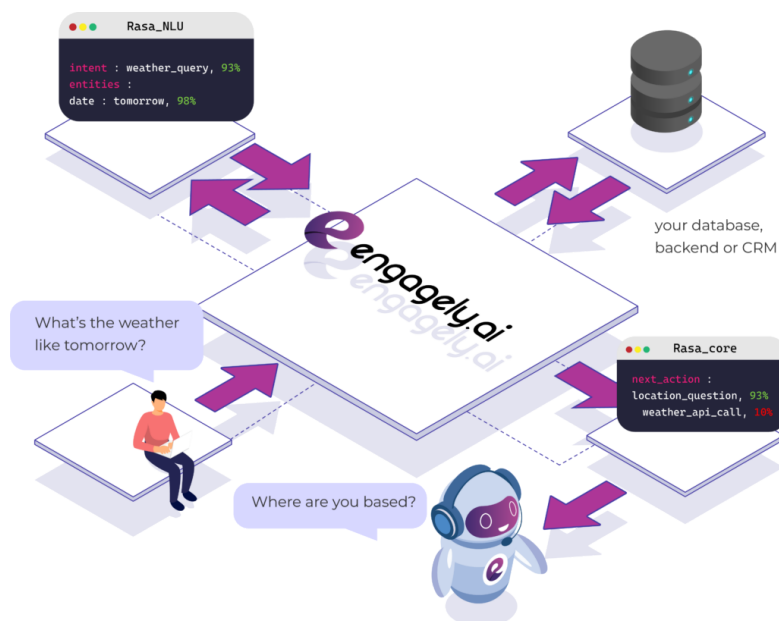 Rasa_NLU
intent : weather_query, 93%
entities :
date : tomorrow, 98%
your database,
backend or CRM
e engagely.ai
What's the weather
like tomorrow?
Rasa_core
next_action :
location_question, 93%
weather_api_call, 10%
Where are you based?
e